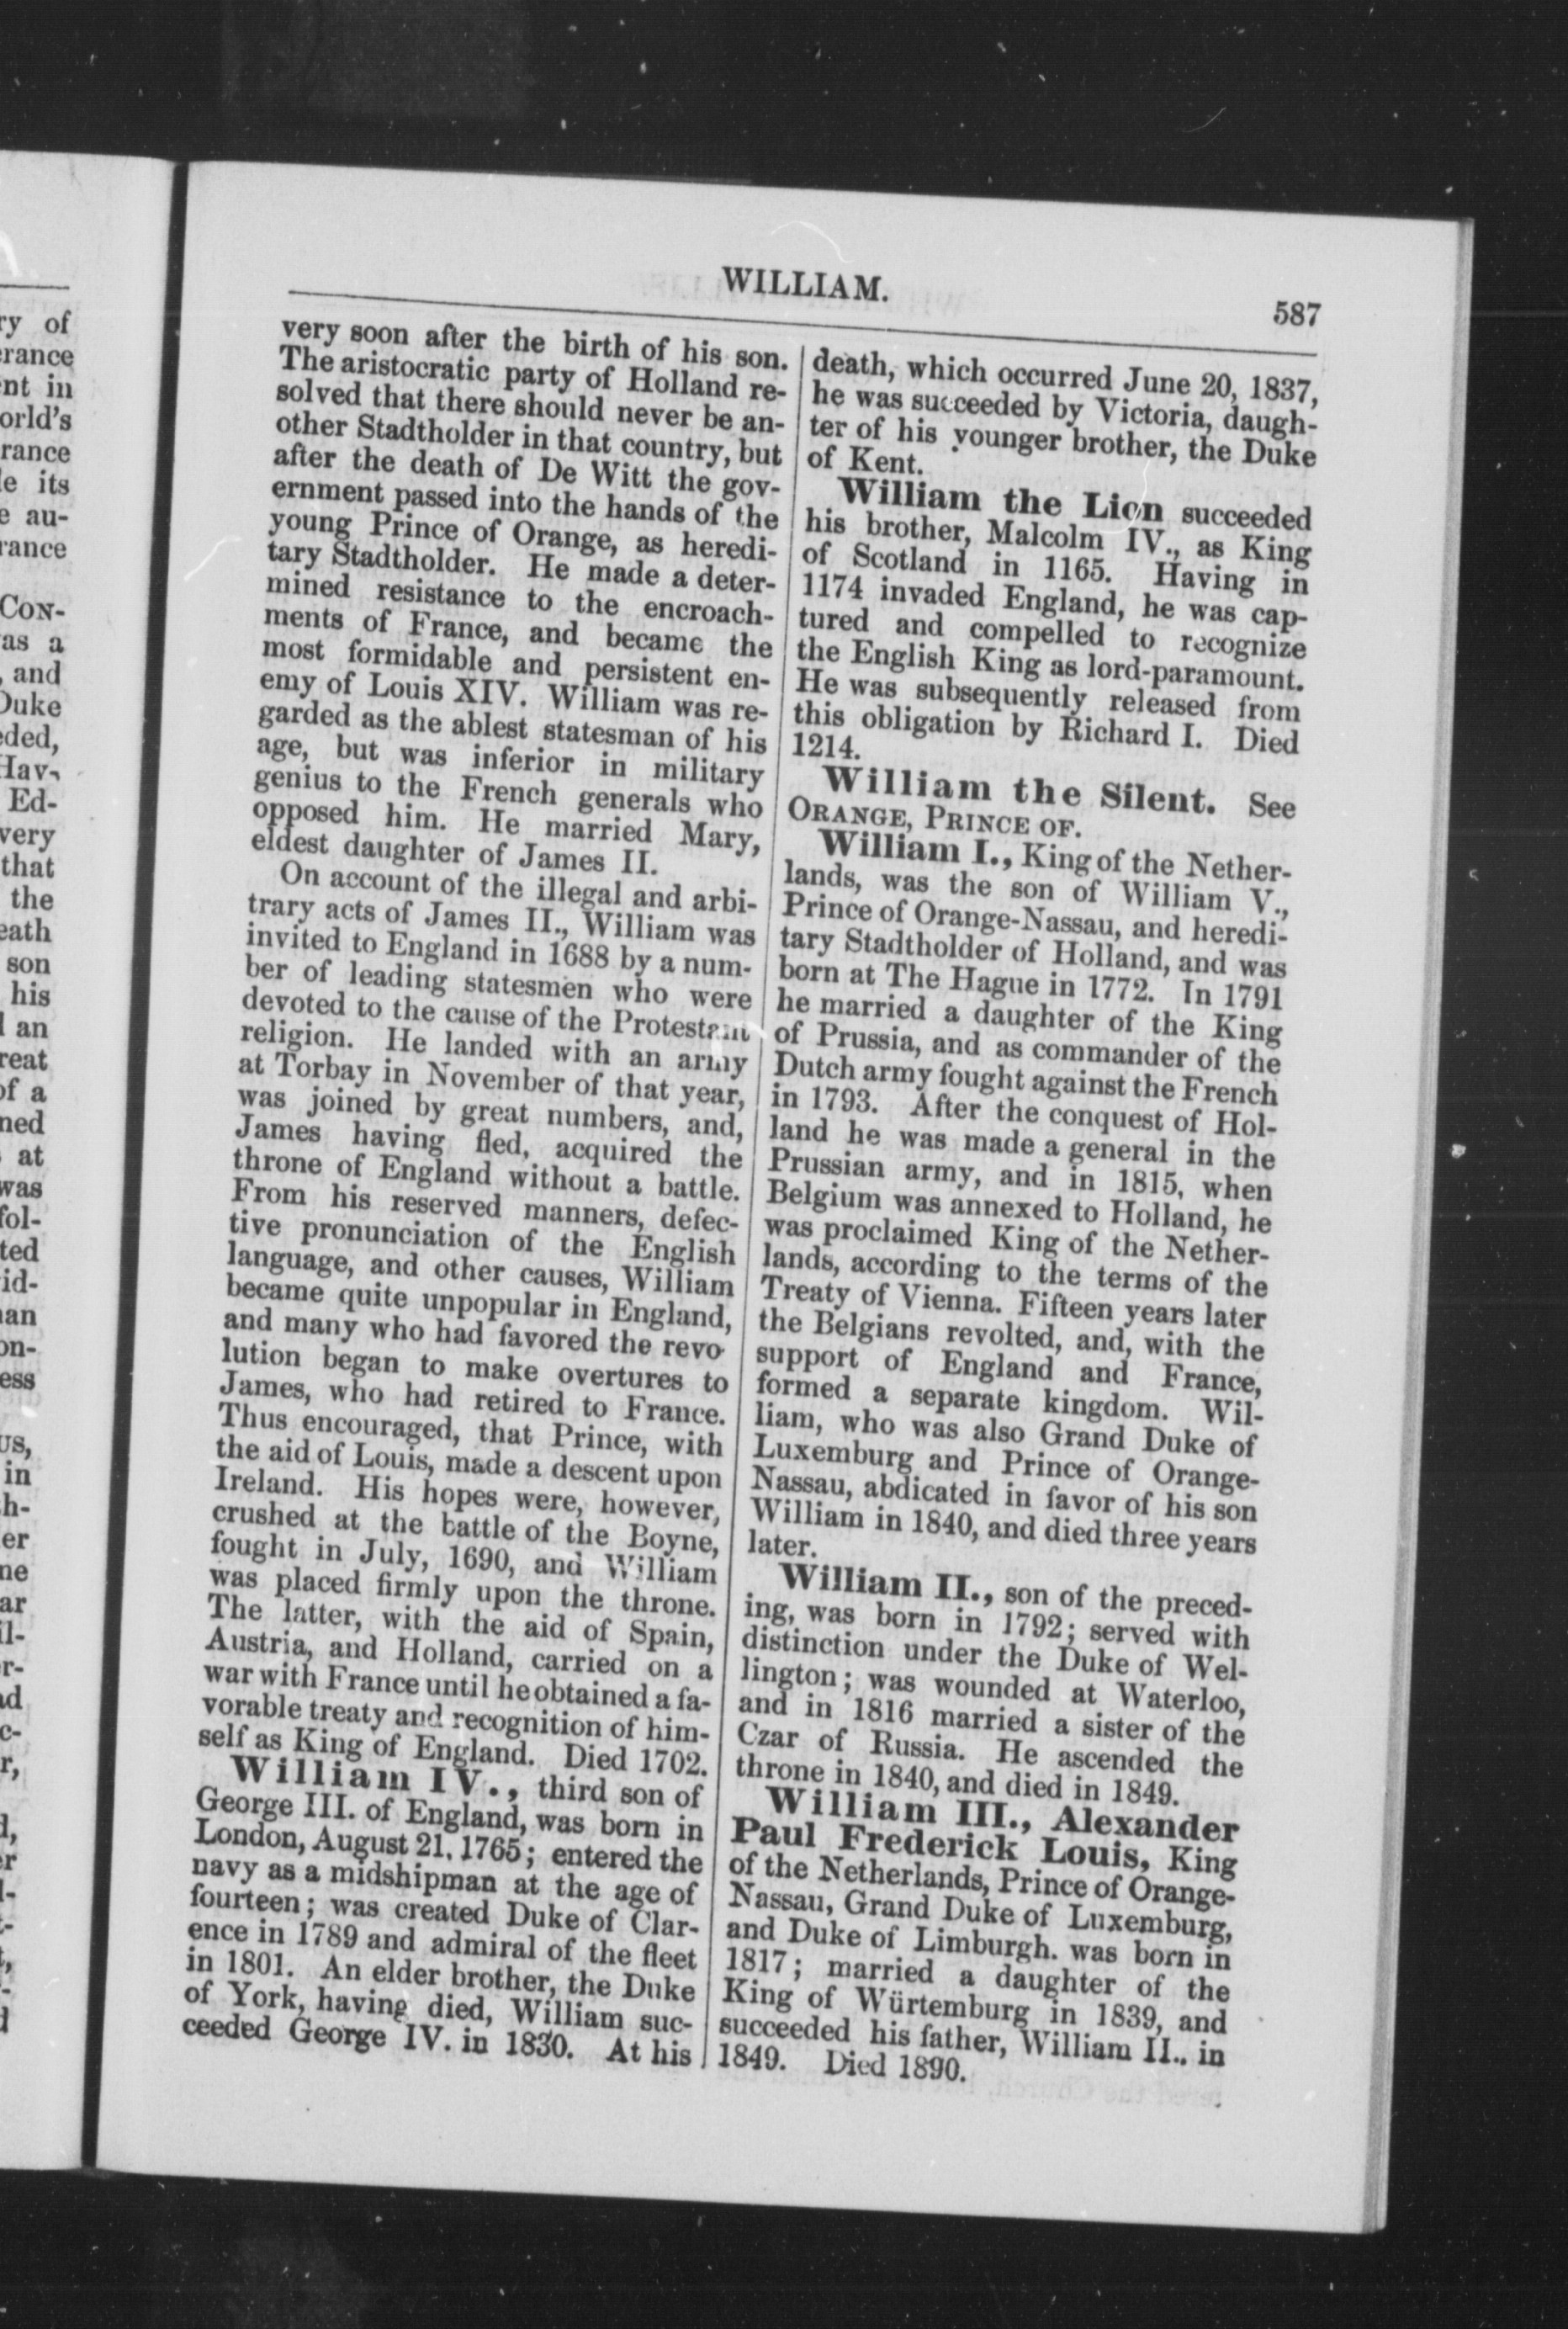 WILLIAM.
587
very soon after the birth of his son.
The aristocratic party of Holland re-
solved that there should never be an-
other Stadtholder in that country, but
after the death of De Witt the gov-
ernment passed into the hands of the
young Prince of Orange, as heredi-
tary Stadtholder. He made a deter-
mined resistance to the encroach-
ments of France, and became the
most formidable and persistent en-
emy of Louis XIV. William was re-
garded as the ablest statesman of his
age, but was inferior in military
genius to the French generals who
opposed him. He married Mary,
eldest daughter of James II.
On account of the illegal and arbi-
trary acts of James II., William was
invited to England in 1688 by a num-
ber of leading statesmen who were
devoted to the cause of the Protestant
religion. He landed with an army
at Torbay in November of that year,
was joined by great numbers, and,
James having fled, acquired the
throne of England without a battle.
From his reserved manners, defec-
tive pronunciation of the English
language, and other causes, William
became quite unpopular in England,
and many who had favored the revo-
lution began to make overtures to
James, who had retired to France.
Thus encouraged, that Prince, with
the aid of Louis, made a descent upon
Ireland. His hopes were, however,
crushed at the battle of the Boyne,
fought in July, 1690, and William
was placed firmly upon the throne.
The latter, with the aid of Spain,
Austria, and Holland, carried on a
war with France until he obtained a fa-
vorable treaty and recognition of him-
self as King of England. Died 1702.
William IV., third son of
George III. of England, was born in
London, August 21, 1765; entered the
navy as a midshipman at the age of
fourteen; was created Duke of Clar-
ence in 1789 and admiral of the fleet
in 1801. An elder brother, the Duke
of York, having died, William suc-
ceeded George IV. in 1830. At his
death, which occurred June 20, 1837,
he was succeeded by Victoria, daugh-
ter of his younger brother, the Duke
of Kent.
William the Lion succeeded
his brother, Malcolm IV., as King
of Scotland in 1165. Having in
1174 invaded England, he was cap-
tured and compelled to recognize
the English King as lord-paramount.
He was subsequently released from
this obligation by Richard I. Died
1214.
William the Silent. See
ORANGE, PRINCE OF.
William I., King of the Nether-
lands, was the son of William V.,
Prince of Orange-Nassau, and heredi-
tary Stadtholder of Holland, and was
born at The Hague in 1772. In 1791
he married a daughter of the King
of Prussia, and as commander of the
Dutch army fought against the French
in 1793. After the conquest of Hol-
land he was made a general in the
Prussian army, and in 1815, when
Belgium was annexed to Holland, he
was proclaimed King of the Nether-
lands, according to the terms of the
Treaty of Vienna. Fifteen years later
the Belgians revolted, and, with the
support of England and France,
formed a separate kingdom. Wil-
liam, who was also Grand Duke of
Luxemburg and Prince of Orange-
Nassau, abdicated in favor of his son
William in 1840, and died three years
later.
William II., son of the preced-
ing, was born in 1792; served with
distinction under the Duke of Wel-
lington; was wounded at Waterloo,
and in 1816 married a sister of the
Czar of Russia. He ascended the
throne in 1840, and died in 1849.
William III., Alexander
Paul Frederick Louis, King
of the Netherlands, Prince of Orange-
Nassau, Grand Duke of Luxemburg,
and Duke of Limburgh. was born in
1817; married a daughter of the
King of Würtemburg in 1839, and
succeeded his father, William II., in
1849. Died 1890.